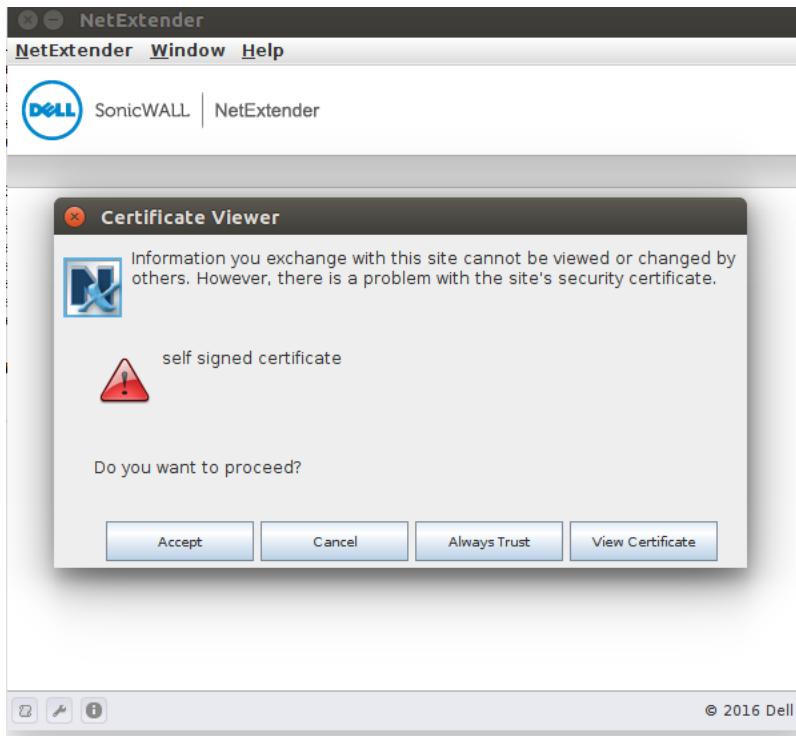 NetExtender
NetExtender Window Help
DELL SonicWALL NetExtender
Certificate Viewer
Information you exchange with this site cannot be viewed or changed by
others. However, there is a problem with the site's security certificate.
self signed certificate
Do you want to proceed?
Accept Cancel Always Trust View Certificate
© 2016 Dell